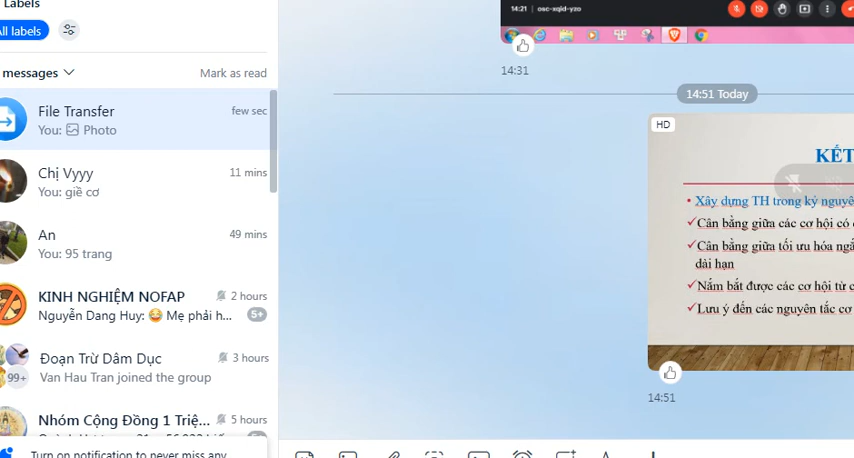 Labels
All labels
messages
Mark as read
File Transfer
few sec
You: Photo
Chị Vyyy
11 mins
You: giề cơ
An
49 mins
You: 95 trang
KINH NGHIỆM NOFAP
2 hours
Nguyễn Dang Huy: 😂 Mẹ phải h...
5+
Đoạn Trừ Dâm Dục
3 hours
99+
Van Hau Tran joined the group
Nhóm Cộng Đồng 1 Triệ...
5 hours
Turn on notification to never miss any
14:21 | osc-xqid-yzo
14:31
14:51 Today
HD
KẾT
Xây dựng TH trong kỷ nguyê
Cân bằng giữa các cơ hội có
Cân bằng giữa tối ưu hóa ng
dài hạn
Nắm bắt được các cơ hội từ
Lưu ý đến các nguyên tắc cơ
14:51